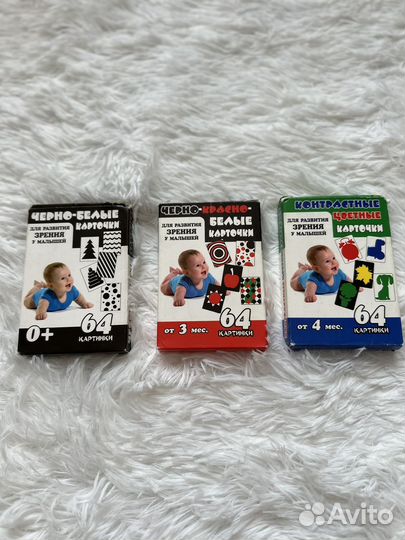 ЧЕРНО-БЕЛЫЕ
КАРТОЧКИ
ДЛЯ РАЗВИТИЯ
ЗРЕНИЯ
У МАЛЫШЕЙ
0+
64
КАРТИНКИ
ЧЕРНО-КРАСНО-
БЕЛЫЕ
КАРТОЧКИ
ДЛЯ РАЗВИТИЯ
ЗРЕНИЯ
У МАЛЫШЕЙ
от 3 мес.
64
КАРТИНКИ
КОНТРАСТНЫЕ
ЦВЕТНЫЕ
КАРТОЧКИ
ДЛЯ РАЗВИТИЯ
ЗРЕНИЯ
У МАЛЫШЕЙ
от 4 мес.
64
КАРТИНКИ
Avito